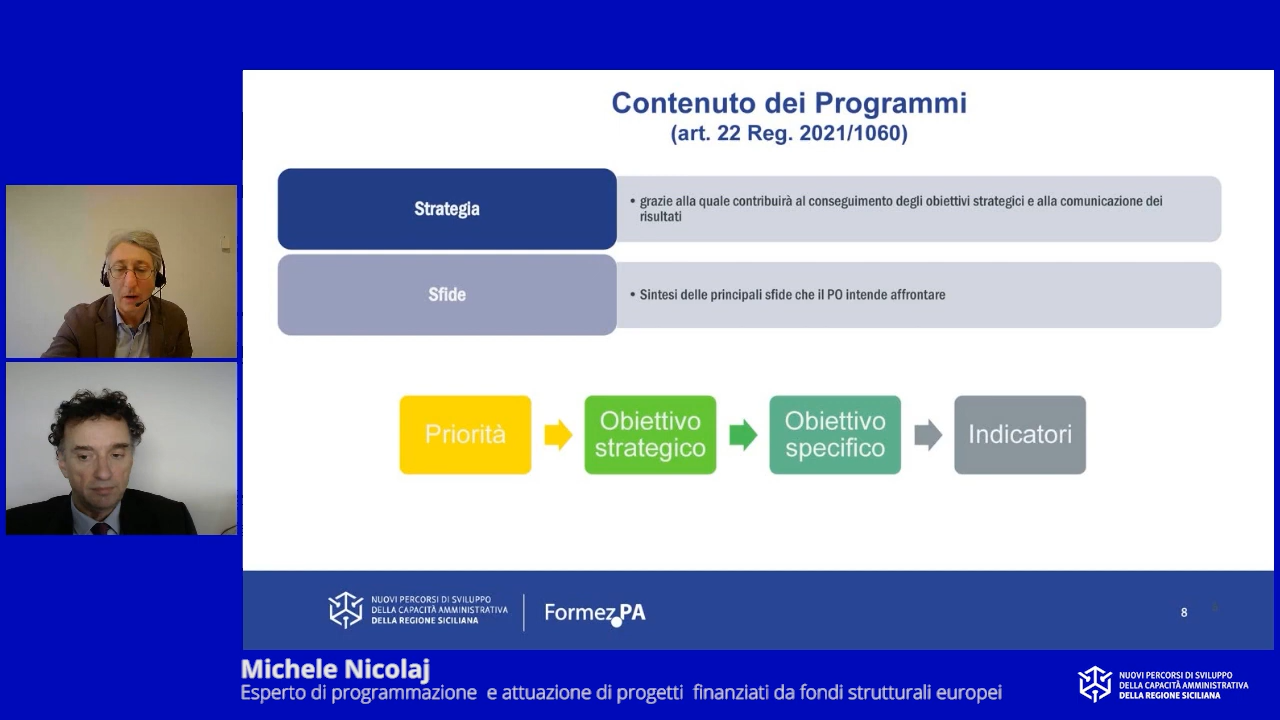 Contenuto dei Programmi
(art. 22 Reg. 2021/1060)
Strategia
• grazie alla quale contribuirà al conseguimento degli obiettivi strategici e alla comunicazione dei
risultati
Sfide
• Sintesi delle principali sfide che il PO intende affrontare
Priorità
Obiettivo
strategico
Obiettivo
specifico
Indicatori
NUOVI PERCORSI DI SVILUPPO
DELLA CAPACITÀ AMMINISTRATIVA
DELLA REGIONE SICILIANA
Formez PA
8
Michele Nicolaj
Esperto di programmazione e attuazione di progetti finanziati da fondi strutturali europei
NUOVI PERCORSI DI SVILUPPO
DELLA CAPACITÀ AMMINISTRATIVA
DELLA REGIONE SICILIANA